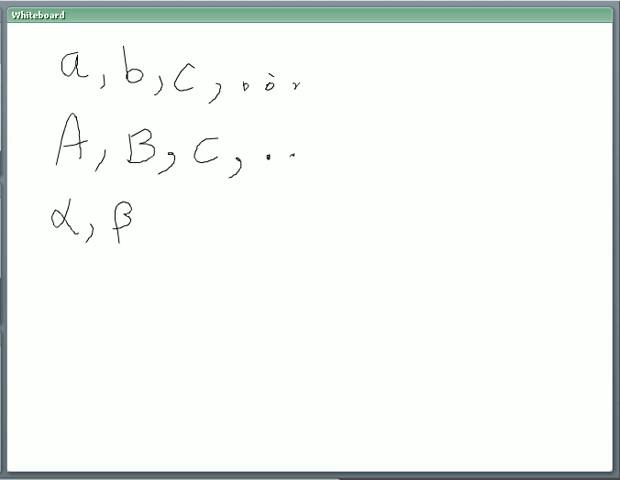 Whiteboard
a, b, c, ...
A, B, C, ..
α, β